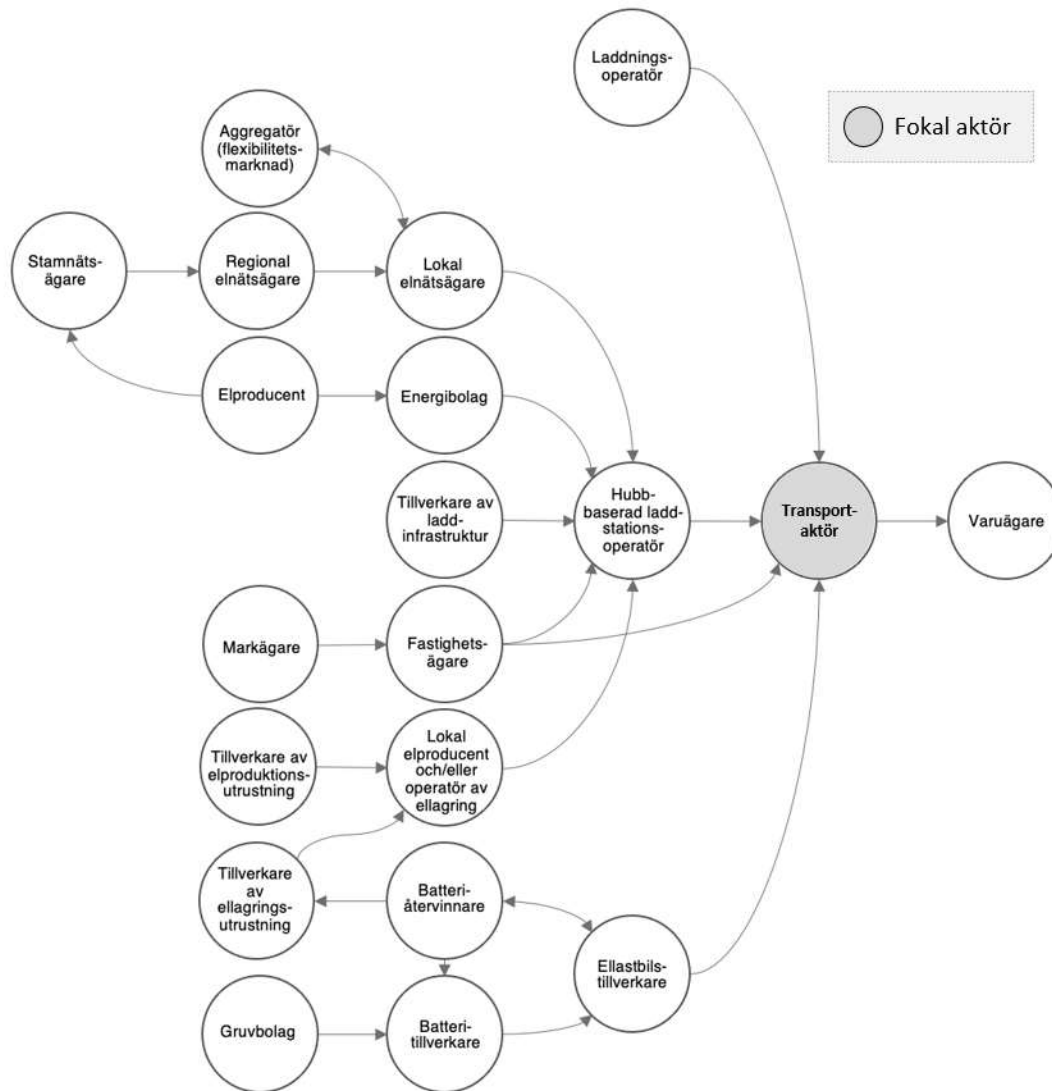 Laddnings-
operatör
Fokal aktör
Aggregatör
(flexibilitets-
marknad)
Stamnäts-
ägare
Regional
elnätsägare
Lokal
elnätsägare
Elproducent
Energibolag
Tillverkare av
ladd-
infrastruktur
Hubb-
baserad ladd-
stations-
operatör
Transport-
aktör
Varuägare
Markägare
Fastighets-
ägare
Tillverkare av
elproduktions-
utrustning
Lokal
elproducent
och/eller
operatör av
ellagring
Tillverkare
av
ellagrings-
utrustning
Batteri-
återvinnare
Ellastbils-
tillverkare
Gruvbolag
Batteri-
tillverkare